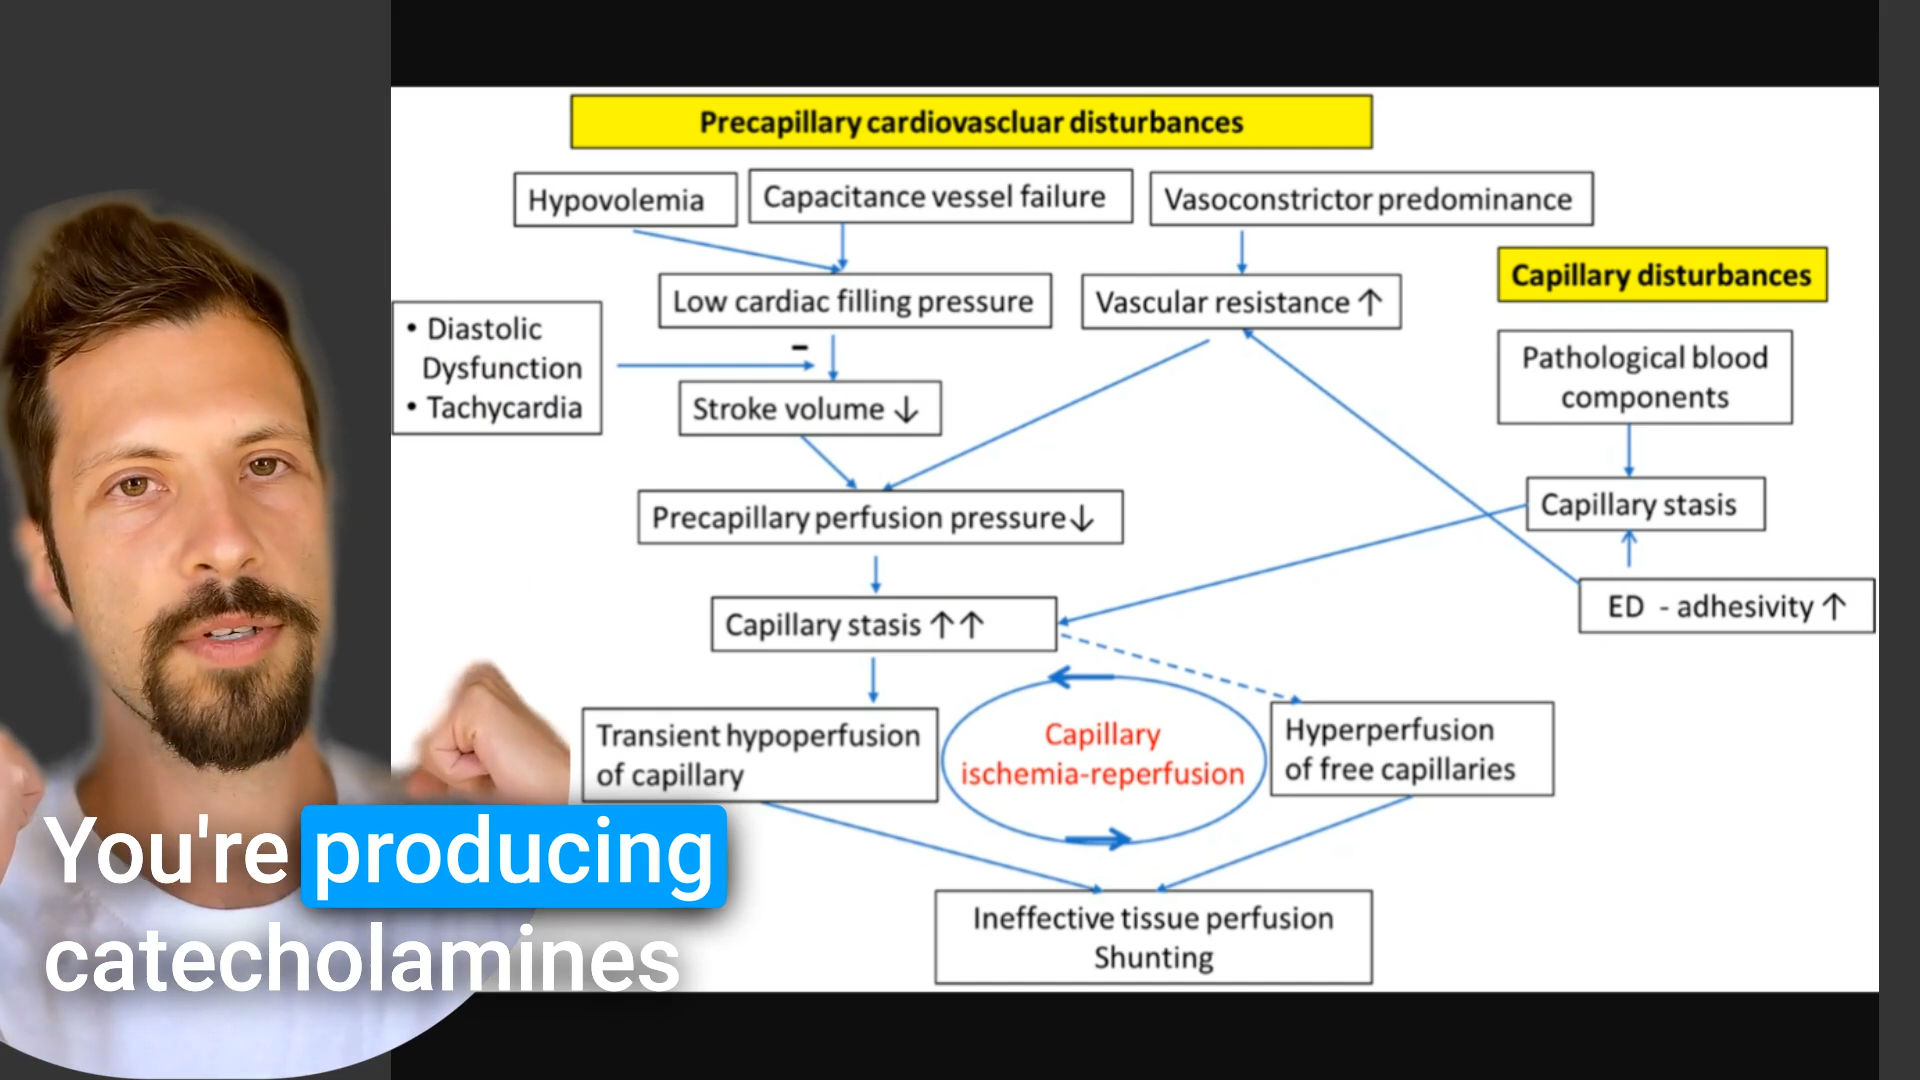 Precapillary cardiovascluar disturbances
Hypovolemia
Capacitance vessel failure
Vasoconstrictor predominance
Capillary disturbances
Low cardiac filling pressure
Vascular resistance ↑
• Diastolic
Dysfunction
• Tachycardia
–
Stroke volume ↓
Pathological blood
components
Precapillary perfusion pressure↓
Capillary stasis
Capillary stasis ↑↑
ED - adhesivity ↑
Transient hypoperfusion
of capillary
Capillary
ischemia-reperfusion
Hyperperfusion
of free capillaries
Ineffective tissue perfusion
Shunting
You're producing
catecholamines